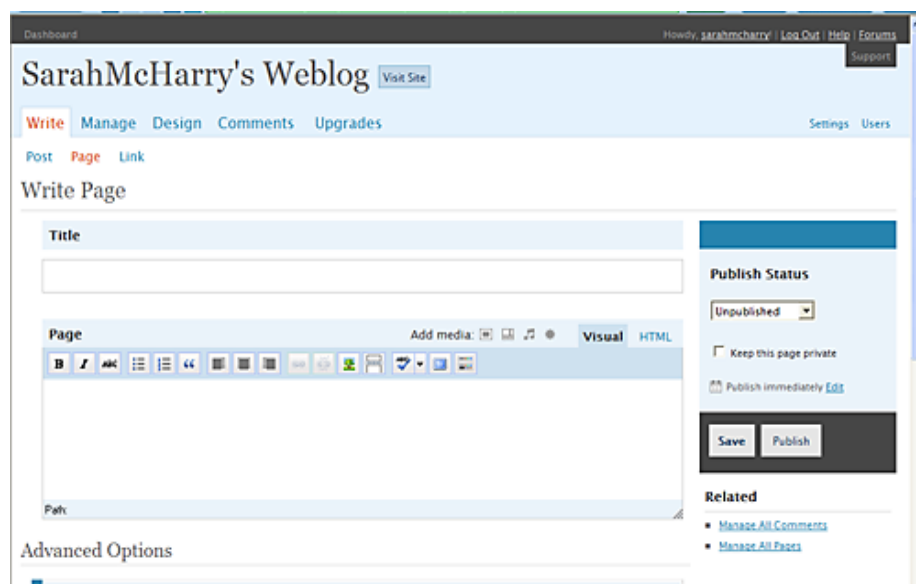 Dashboard
Howdy, sarahmcharry! | Log Out | Help | Forums
Support
SarahMcHarry's Weblog Visit Site
Write Manage Design Comments Upgrades
Settings Users
Post Page Link
Write Page
Title
Page
Add media:
Visual HTML
B I ABC
Path:
Advanced Options
Publish Status
Unpublished
Keep this page private
Publish immediately Edit
Save Publish
Related
Manage All Comments
Manage All Pages